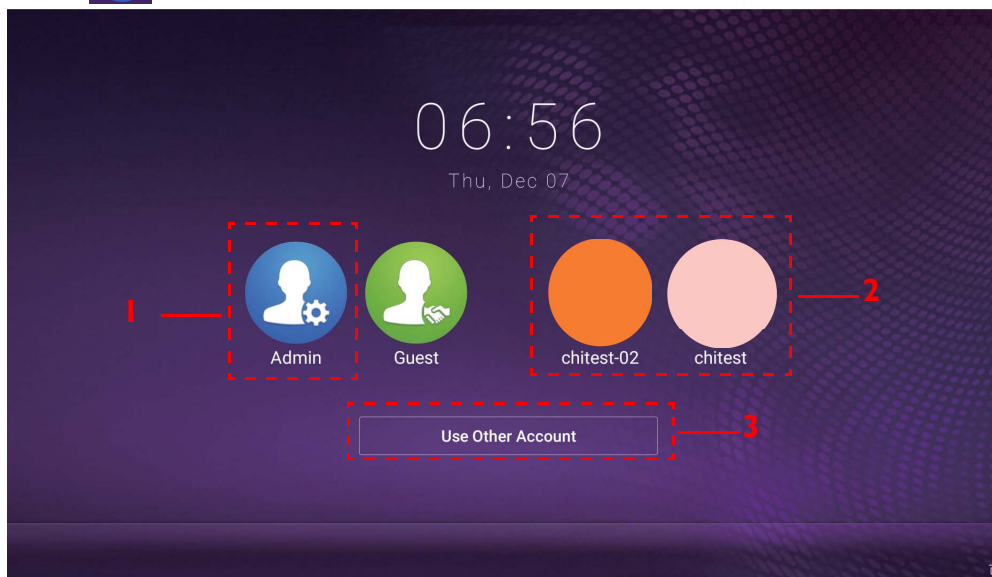 06:56
Thu, Dec 07
1
2
Admin
Guest
chitest-02
chitest
Use Other Account
3